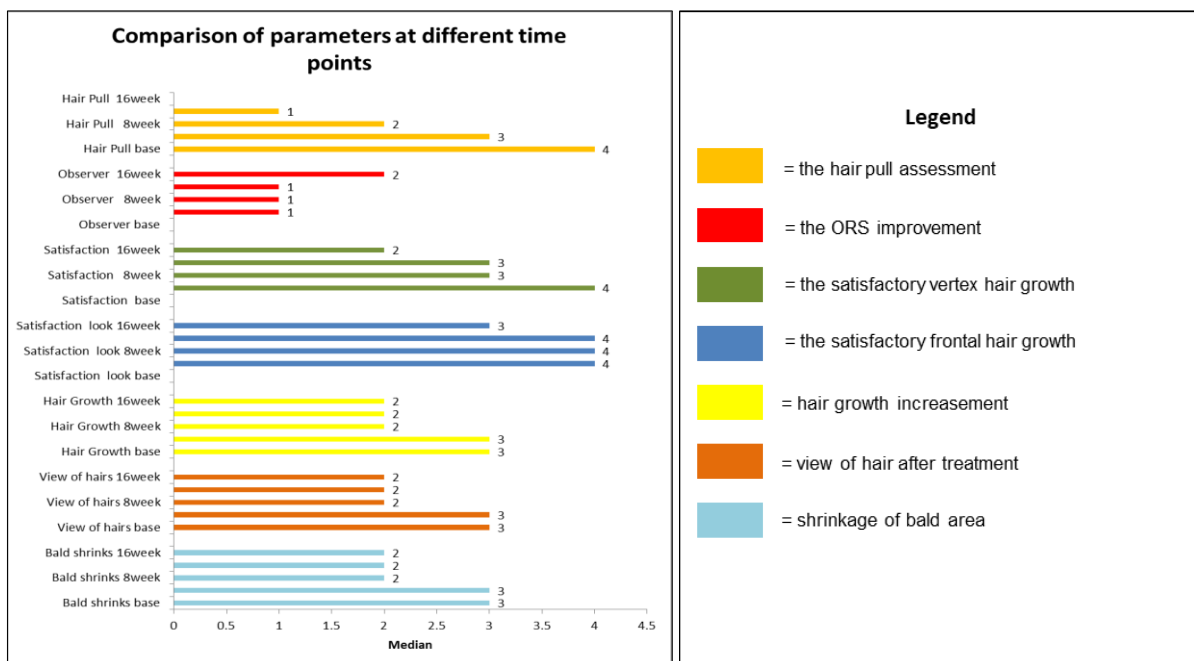 Comparison of parameters at different time
points
Hair Pull 16week
1
Hair Pull 8week
2
3
Hair Pull base
4
Observer 16week
2
1
Observer 8week
1
1
Observer base
Satisfaction 16week
2
3
Satisfaction 8week
3
4
Satisfaction base
Satisfaction look 16week
3
4
Satisfaction look 8week
4
4
Satisfaction look base
Hair Growth 16week
2
2
Hair Growth 8week
2
3
Hair Growth base
3
View of hairs 16week
2
2
View of hairs 8week
2
3
View of hairs base
3
Bald shrinks 16week
2
2
Bald shrinks 8week
2
3
Bald shrinks base
3
0 0.5 1 1.5 2 2.5 3 3.5 4 4.5
Median
Legend
= the hair pull assessment
= the ORS improvement
= the satisfactory vertex hair growth
= the satisfactory frontal hair growth
= hair growth increasement
= view of hair after treatment
= shrinkage of bald area